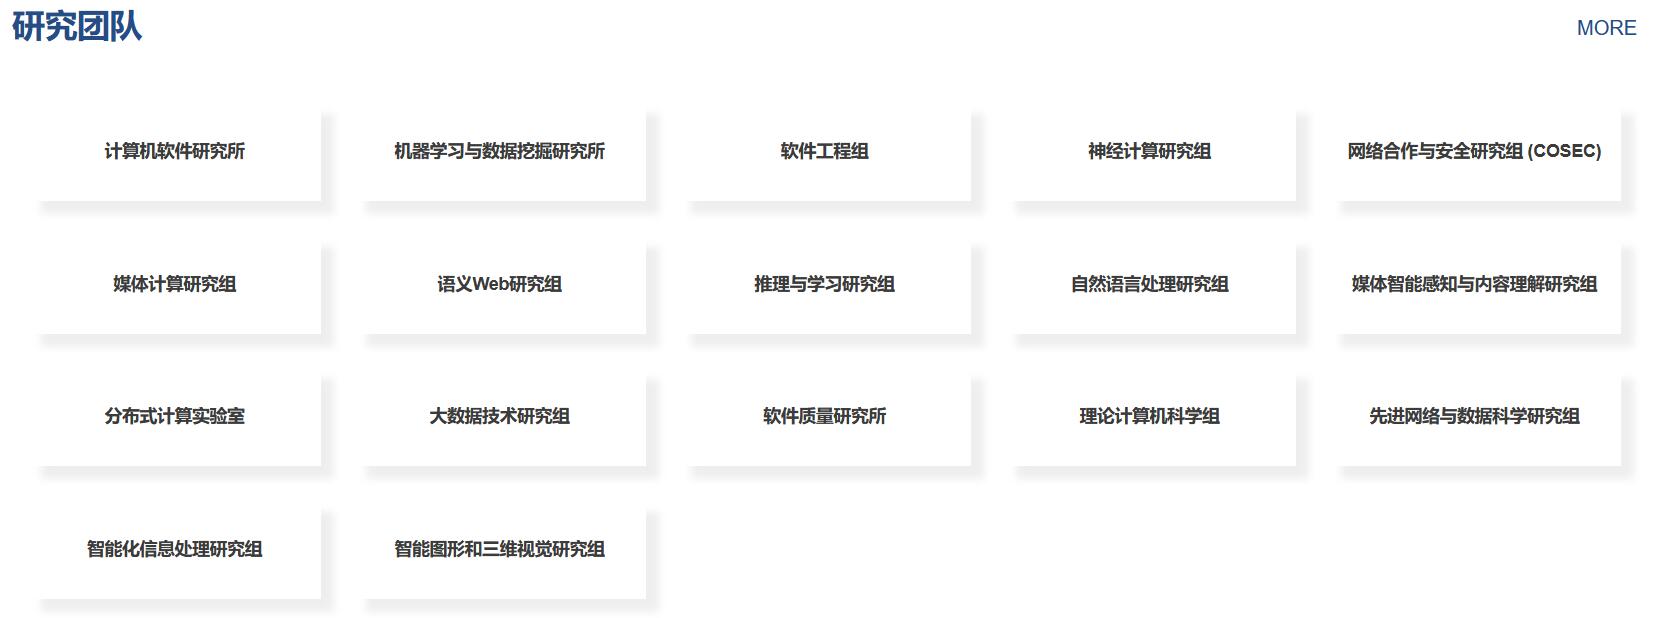 研究团队
MORE
计算机软件研究所
机器学习与数据挖掘研究所
软件工程组
神经计算研究组
网络合作与安全研究组 (COSEC)
媒体计算研究组
语义Web研究组
推理与学习研究组
自然语言处理研究组
媒体智能感知与内容理解研究组
分布式计算实验室
大数据技术研究组
软件质量研究所
理论计算机科学组
先进网络与数据科学研究组
智能化信息处理研究组
智能图形和三维视觉研究组